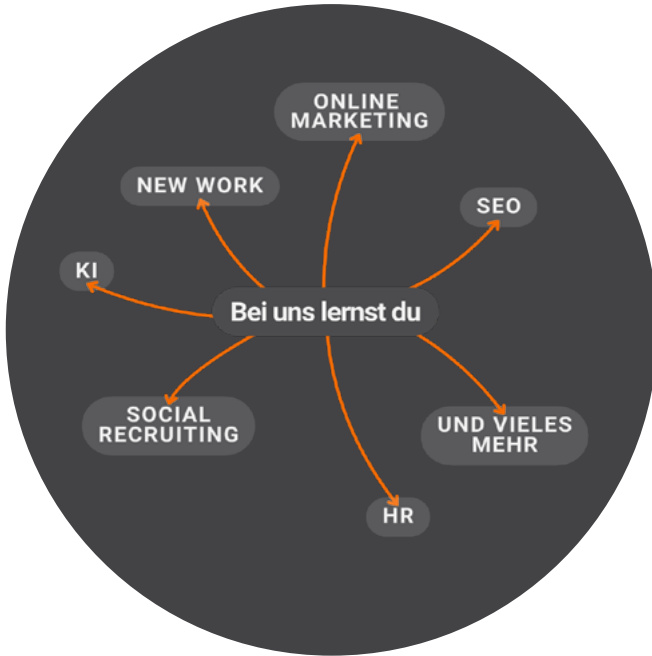 ONLINE
MARKETING
NEW WORK
SEO
KI
Bei uns lernst du
SOCIAL
RECRUITING
UND VIELES
MEHR
HR